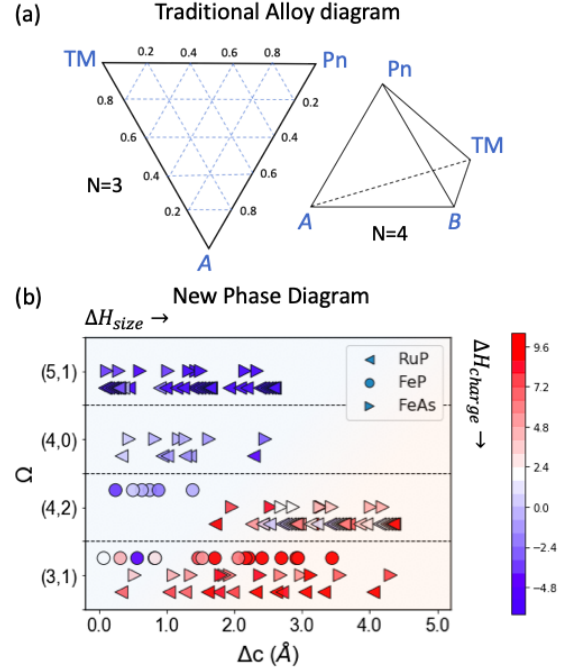 (a) Traditional Alloy diagram
TM 0.2 0.4 0.6 0.8 Pn
0.8 0.2
0.6 0.4
0.4 0.6
0.2 0.8
N=3
A
Pn
TM
A B
N=4
(b) New Phase Diagram
ΔH_size →
ΔH_charge →
(5,1)
(4,0)
(4,2)
(3,1)
Ω
RuP
FeP
FeAs
9.6
7.2
4.8
2.4
0.0
-2.4
-4.8
0.0 1.0 2.0 3.0 4.0 5.0
Δc (Å)